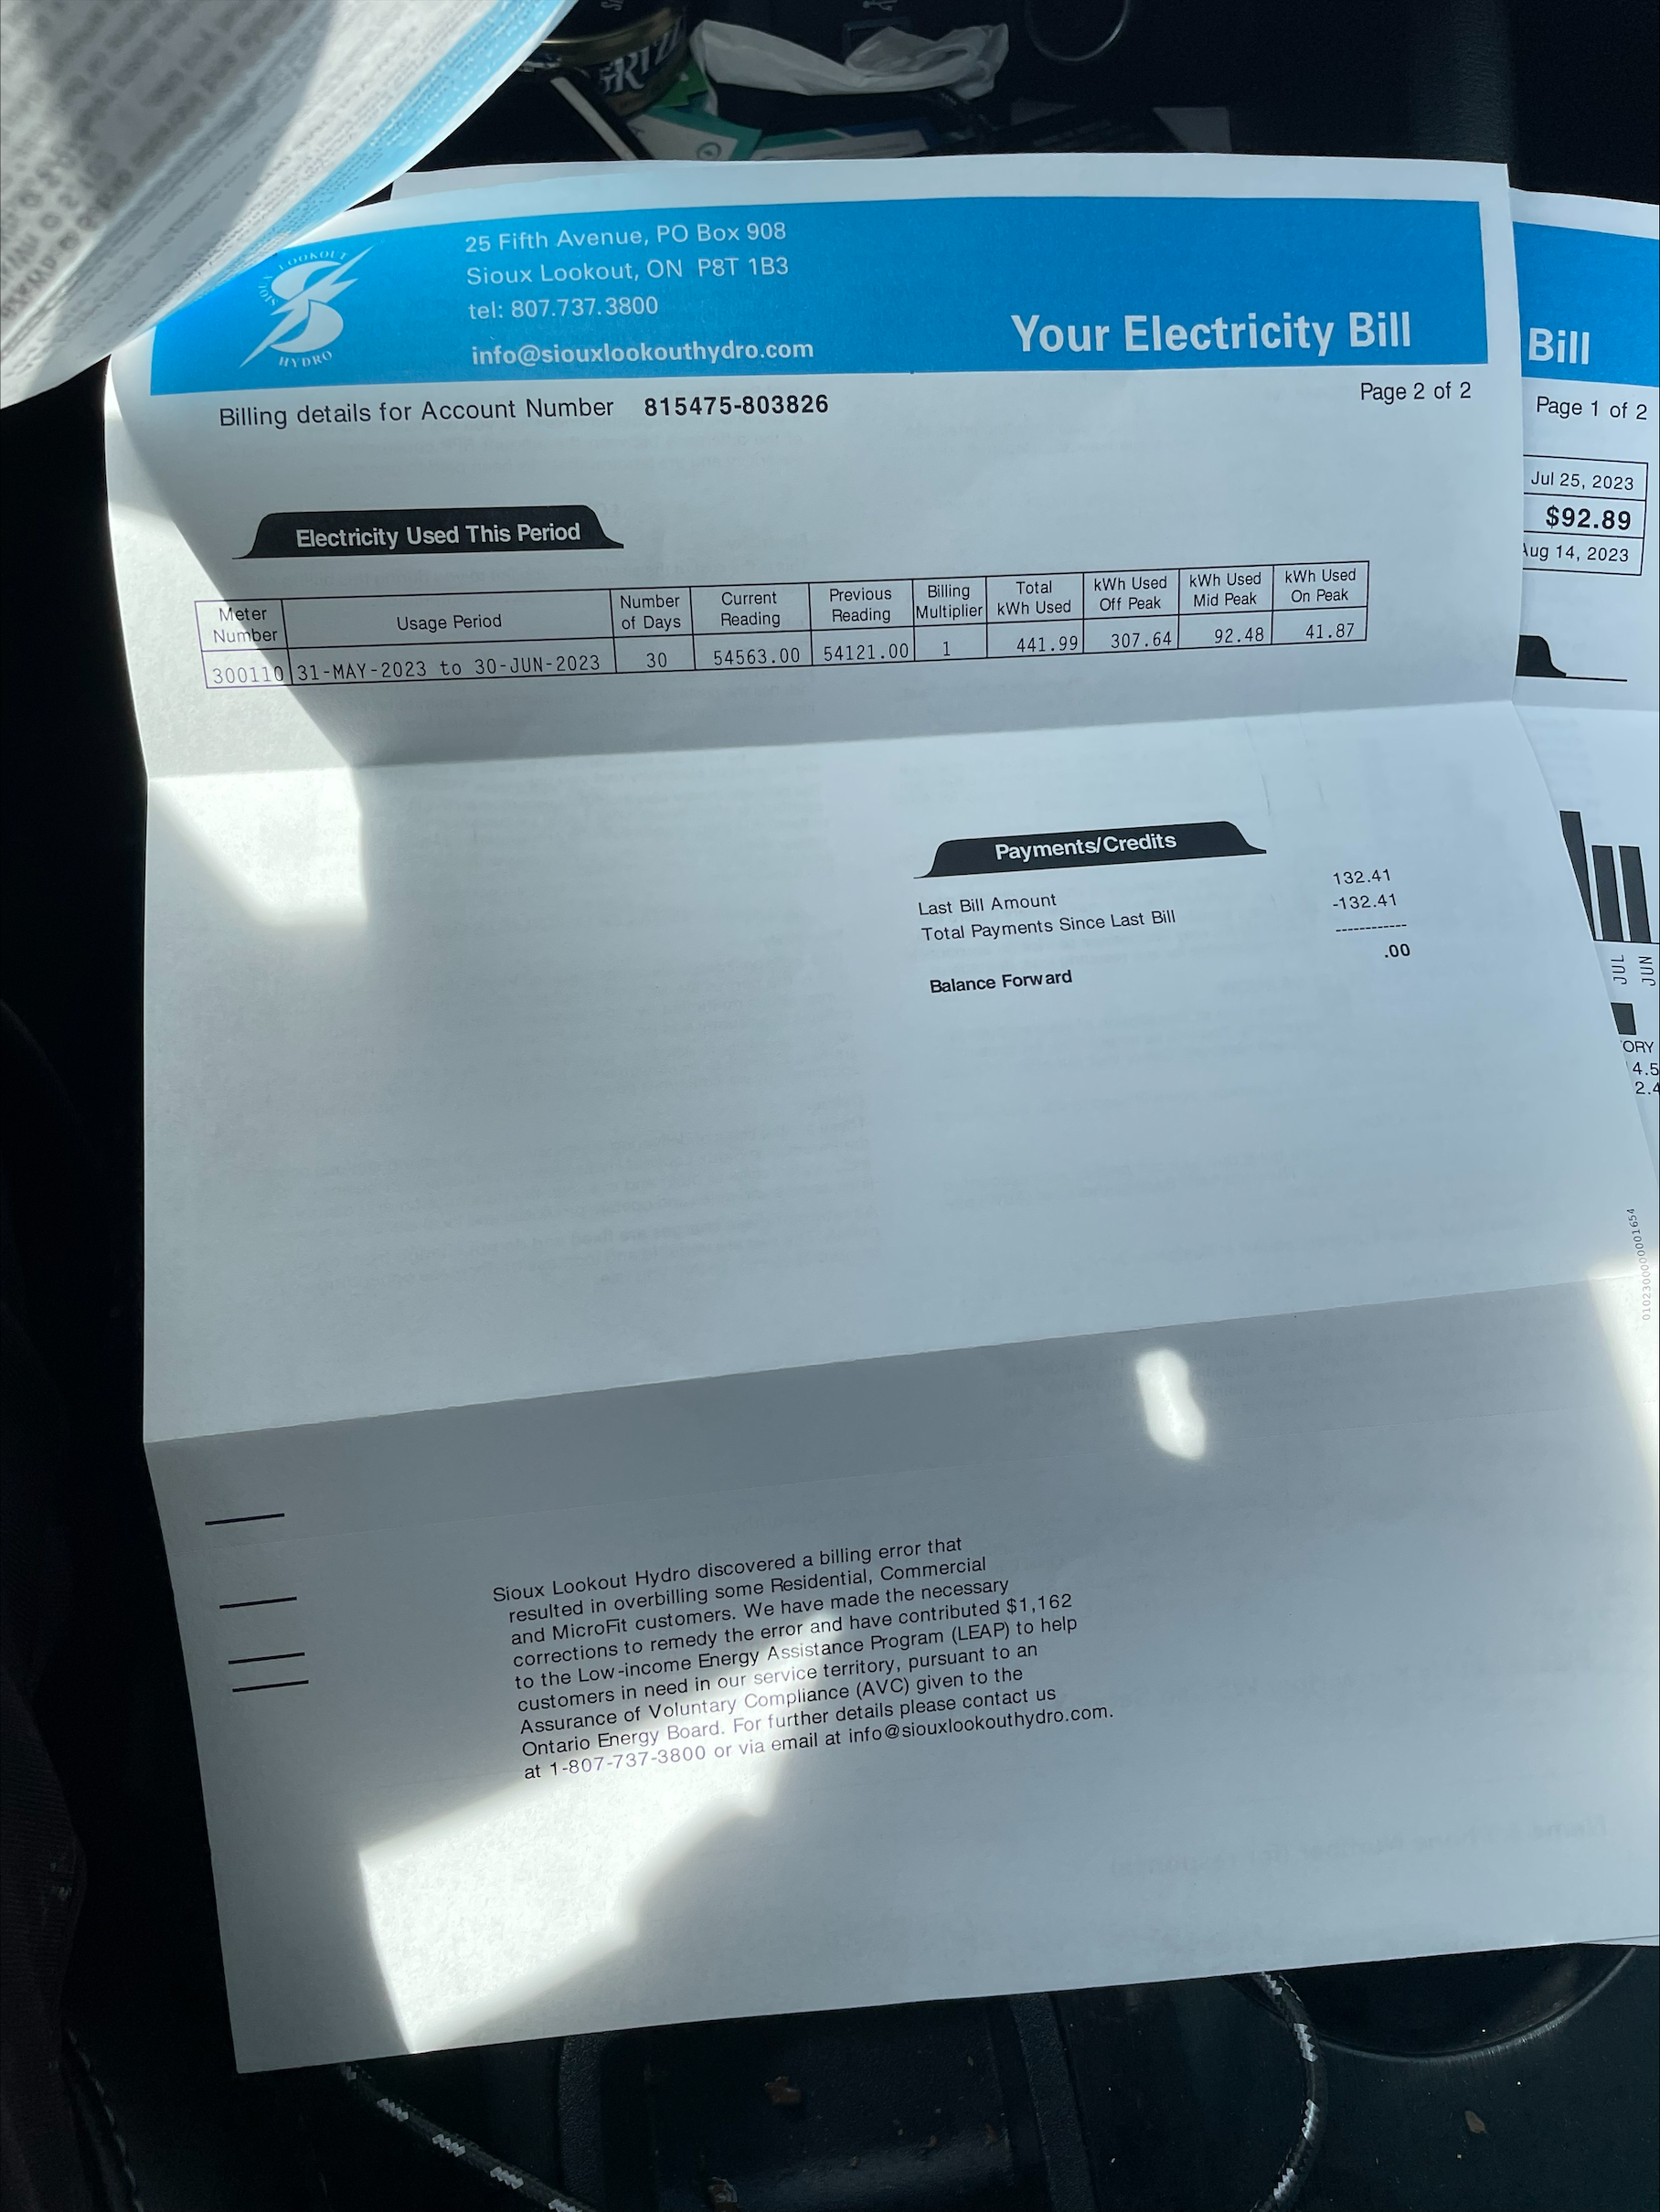 RITZ
SIOUX LOOKOUT
HYDRO
25 Fifth Avenue, PO Box 908
Sioux Lookout, ON P8T 1B3
tel: 807.737.3800
info@siouxlookouthydro.com
Your Electricity Bill
Billing details for Account Number 815475-803826
Page 2 of 2
Electricity Used This Period
Meter Number Usage Period Number of Days Current Reading Previous Reading Billing Multiplier Total kWh Used kWh Used Off Peak kWh Used Mid Peak kWh Used On Peak
300110 31-MAY-2023 to 30-JUN-2023 30 54563.00 54121.00 1 441.99 307.64 92.48 41.87
Payments/Credits
Last Bill Amount 132.41
Total Payments Since Last Bill -132.41
------------
Balance Forward .00
Sioux Lookout Hydro discovered a billing error that
resulted in overbilling some Residential, Commercial
and MicroFit customers. We have made the necessary
corrections to remedy the error and have contributed $1,162
to the Low-income Energy Assistance Program (LEAP) to help
customers in need in our service territory, pursuant to an
Assurance of Voluntary Compliance (AVC) given to the
Ontario Energy Board. For further details please contact us
at 1-807-737-3800 or via email at info@siouxlookouthydro.com.
Bill
Page 1 of 2
Jul 25, 2023
$92.89
Aug 14, 2023
JUL
JUN
ORY
4.5
2.4